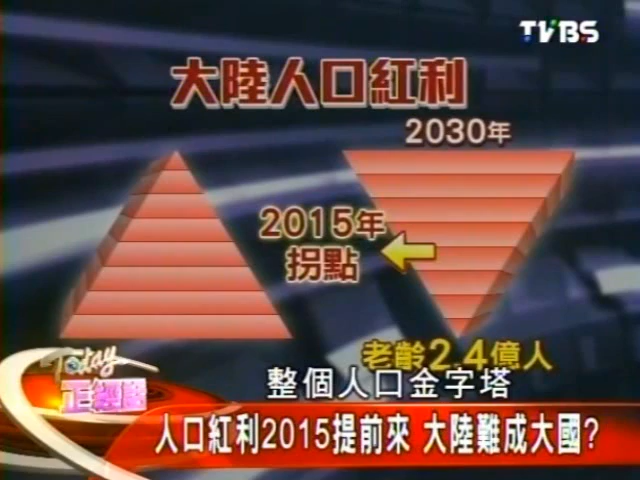 TVBS
大陸人口紅利
2030年
2015年
拐點
老齡2.4億人
整個人口金字塔
Today
正經話
人口紅利2015提前來 大陸難成大國?